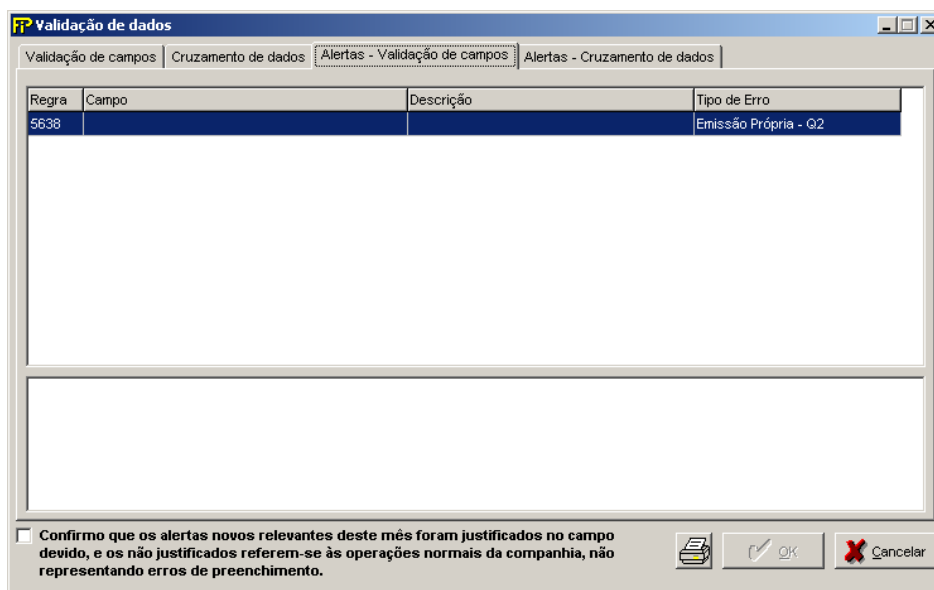 FiP Validação de dados
Validação de campos Cruzamento de dados Alertas - Validação de campos Alertas - Cruzamento de dados
Regra Campo Descrição Tipo de Erro
5638 Emissão Própria - Q2
Confirmo que os alertas novos relevantes deste mês foram justificados no campo
devido, e os não justificados referem-se às operações normais da companhia, não
representando erros de preenchimento.
OK Cancelar